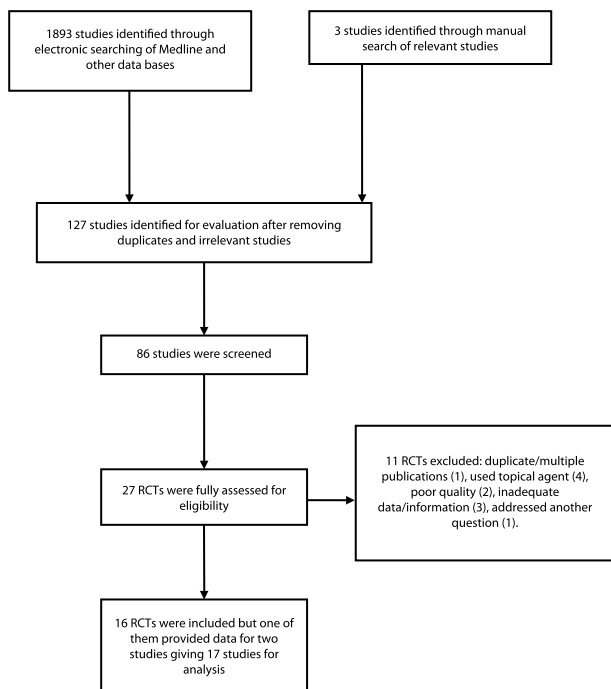 1893 studies identified through
electronic searching of Medline and
other data bases
3 studies identified through manual
search of relevant studies
127 studies identified for evaluation after removing
duplicates and irrelevant studies
86 studies were screened
27 RCTs were fully assessed for
eligibility
11 RCTs excluded: duplicate/multiple
publications (1), used topical agent (4),
poor quality (2), inadequate
data/information (3), addressed another
question (1).
16 RCTs were included but one of
them provided data for two
studies giving 17 studies for
analysis